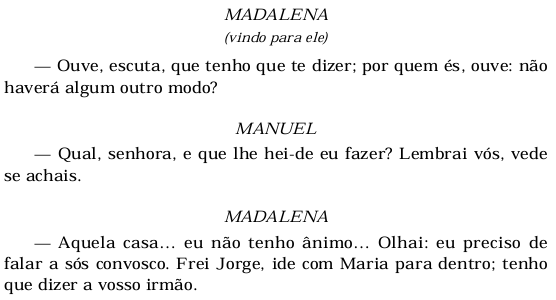 MADALENA
(vindo para ele)
— Ouve, escuta, que tenho que te dizer; por quem és, ouve: não
haverá algum outro modo?
MANUEL
— Qual, senhora, e que lhe hei-de eu fazer? Lembrai vós, vede
se achais.
MADALENA
— Aquela casa… eu não tenho ânimo… Olhai: eu preciso de
falar a sós convosco. Frei Jorge, ide com Maria para dentro; tenho
que dizer a vosso irmão.